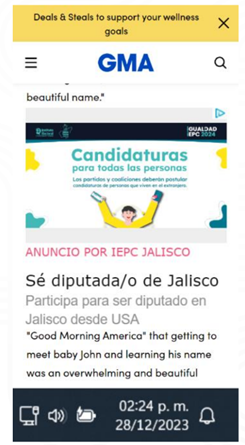 Deals & Steals to support your wellness
goals
GMA
beautiful name."
IGUALDAD
IEPC 2024
Candidaturas
para todas las personas
Los partidos y coaliciones deberán postular
candidaturas de personas que viven en el extranjero.
ANUNCIO POR IEPC JALISCO
Sé diputada/o de Jalisco
Participa para ser diputado en
Jalisco desde USA
"Good Morning America" that getting to
meet baby John and learning his name
was an overwhelming and beautiful
02:24 p. m.
28/12/2023